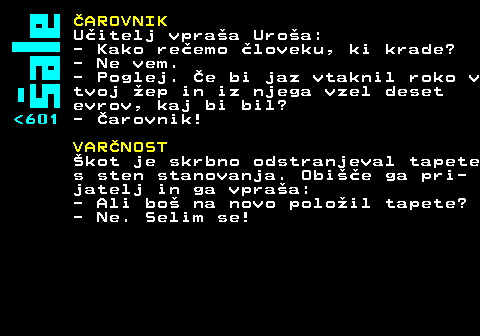 šale
<601
ČAROVNIK
Učitelj vpraša Uroša:
- Kako rečemo človeku, ki krade?
- Ne vem.
- Poglej. Če bi jaz vtaknil roko v
tvoj žep in iz njega vzel deset
evrov, kaj bi bil?
- Čarovnik!
VARČNOST
Škot je skrbno odstranjeval tapete
s sten stanovanja. Obišče ga pri-
jatelj in ga vpraša:
- Ali boš na novo položil tapete?
- Ne. Selim se!